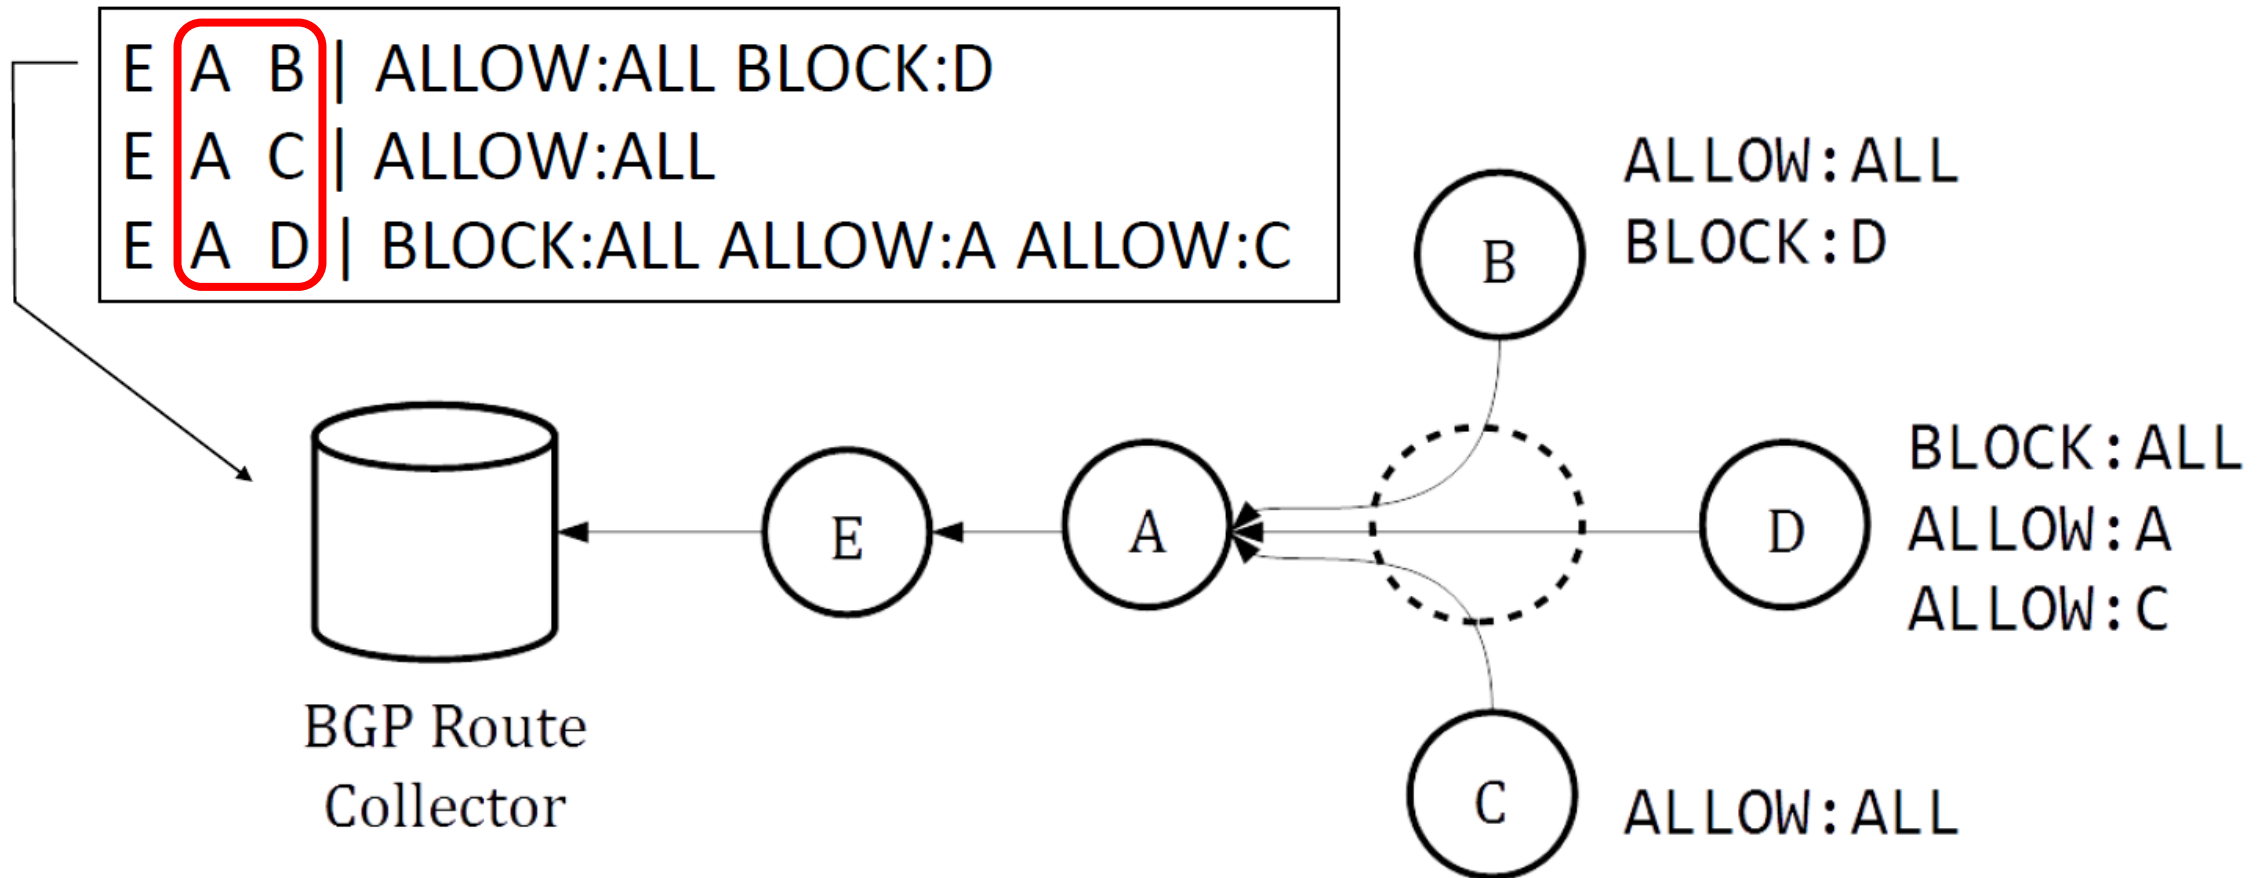 E A B | ALLOW:ALL BLOCK:D
E A C | ALLOW:ALL
E A D | BLOCK:ALL ALLOW:A ALLOW:C
ALLOW:ALL
BLOCK:D
B
BLOCK:ALL
ALLOW:A
ALLOW:C
E
A
D
BGP Route
Collector
C
ALLOW:ALL